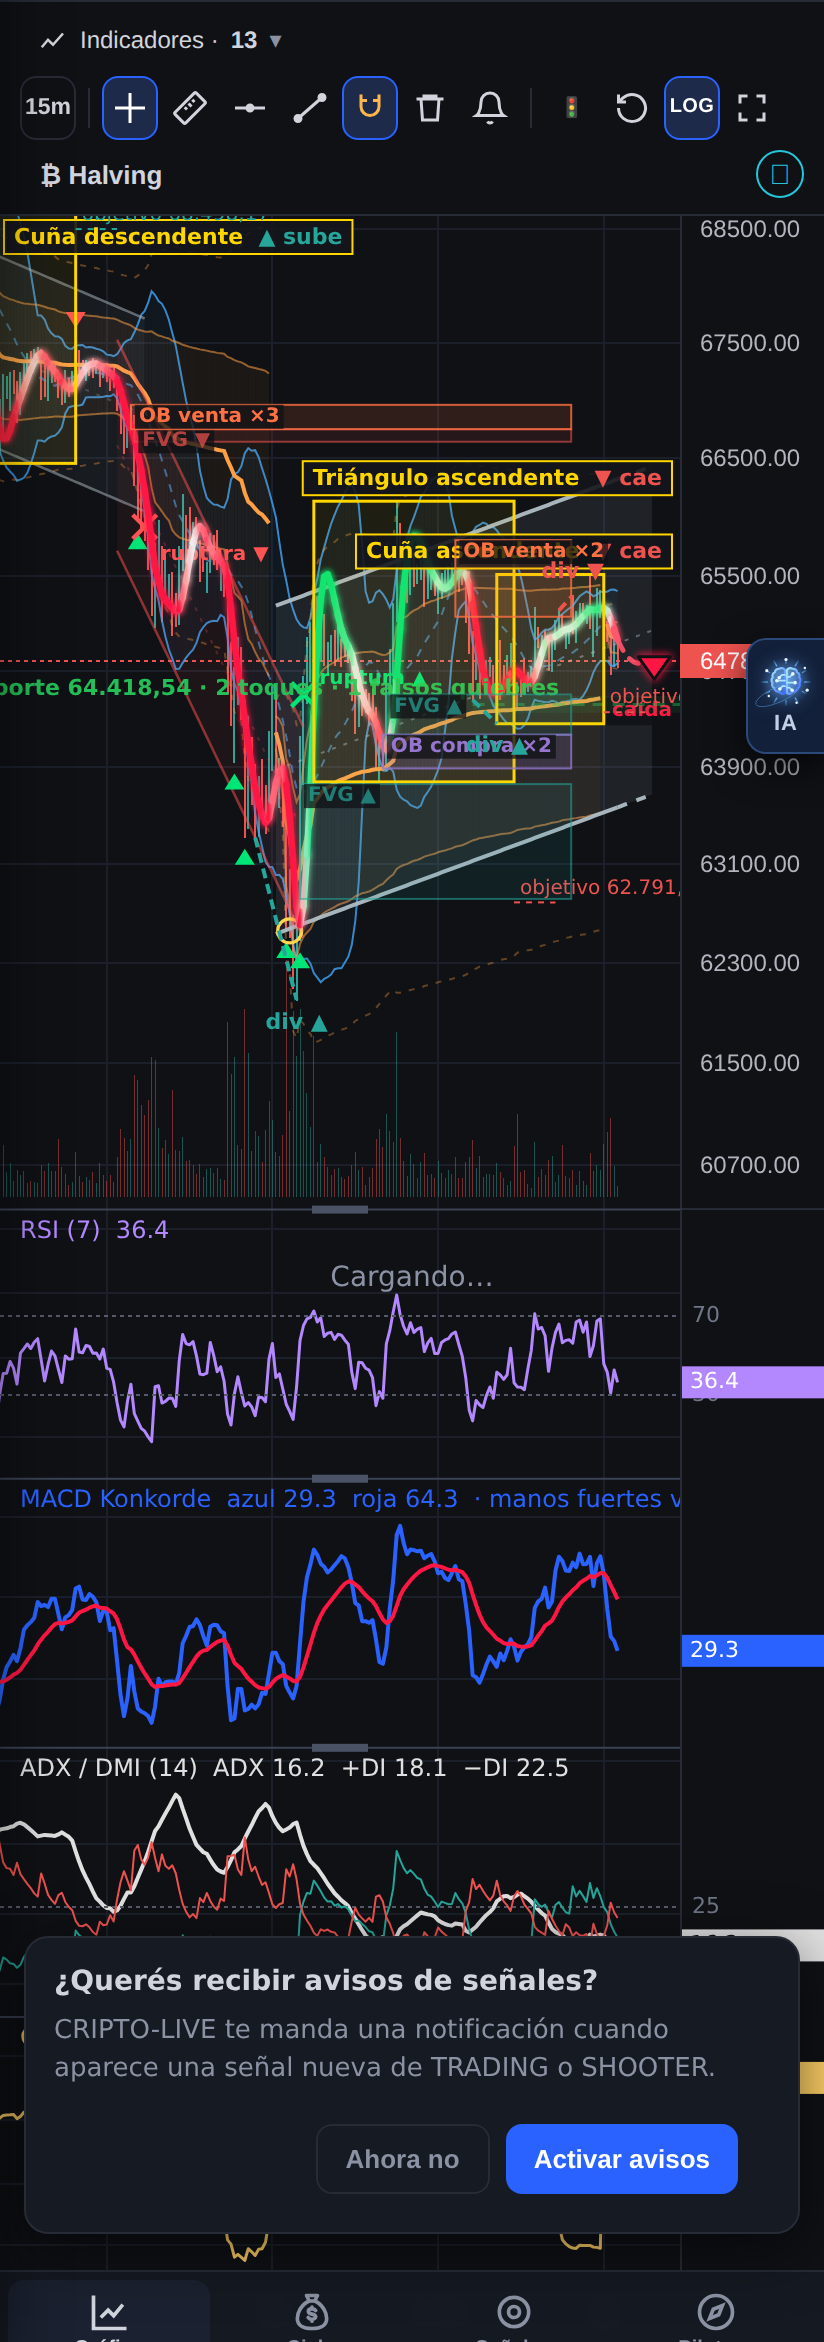 Indicadores · 13 ▾
15m
LOG
₿ Halving
Cuña descendente ▲ sube
68500.00
67500.00
OB venta ×3
FVG ▼
66500.00
Triángulo ascendente ▼ cae
OB venta ×2
cae
ruptura ▼
div ▼
65500.00
ruptura ▲
porte 64.418,54 · 2 toques · 1 falsos quiebres
objetiv
caída
FVG ▲
OB compra ×2
div ▲
IA
63900.00
FVG ▲
63100.00
objetivo 62.791,
62300.00
div ▲
61500.00
60700.00
RSI (7) 36.4
Cargando...
70
36.4
MACD Konkorde azul 29.3 roja 64.3 · manos fuertes v
29.3
ADX / DMI (14) ADX 16.2 +DI 18.1 −DI 22.5
25
¿Querés recibir avisos de señales?
CRIPTO-LIVE te manda una notificación cuando
aparece una señal nueva de TRADING o SHOOTER.
Ahora no
Activar avisos